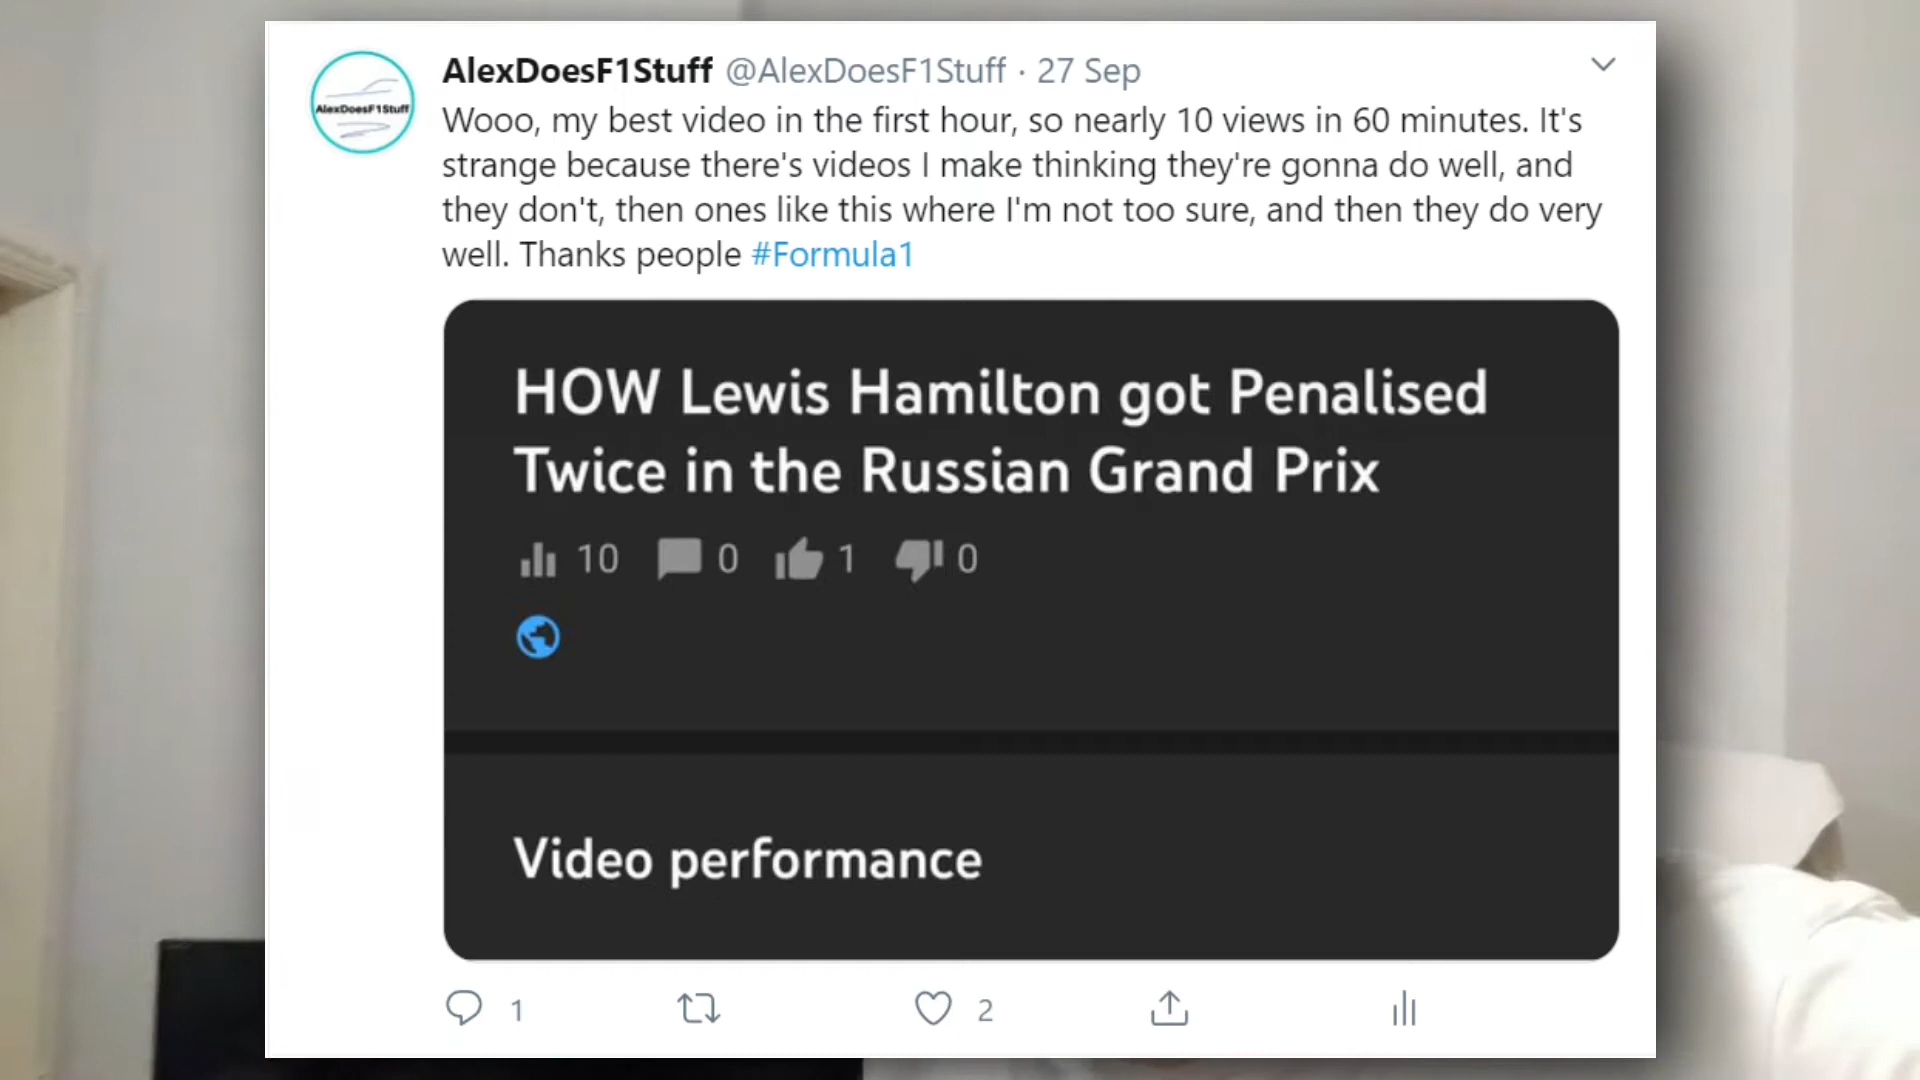 AlexDoesF1Stuff @AlexDoesF1Stuff · 27 Sep
AlexDoesF1Stuff
Wooo, my best video in the first hour, so nearly 10 views in 60 minutes. It's
strange because there's videos I make thinking they're gonna do well, and
they don't, then ones like this where I'm not too sure, and then they do very
well. Thanks people #Formula1
HOW Lewis Hamilton got Penalised
Twice in the Russian Grand Prix
10 0 1 0
Video performance
1 2